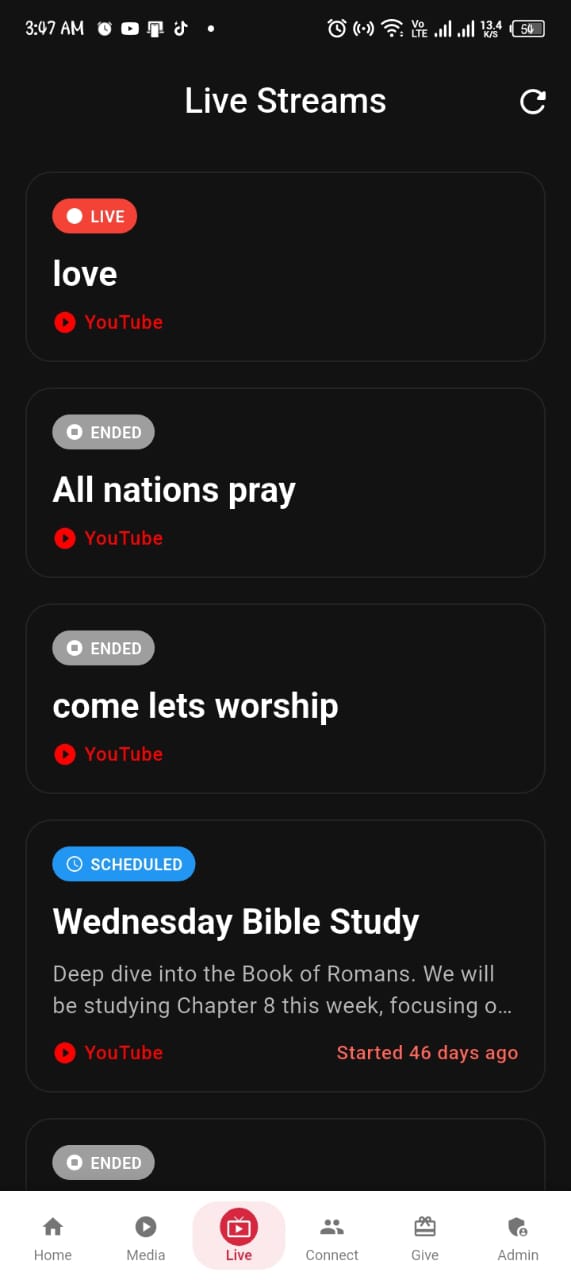 3:47 AM
Vo
LTE
13.4
K/S
50
Live Streams
LIVE
love
YouTube
ENDED
All nations pray
YouTube
ENDED
come lets worship
YouTube
SCHEDULED
Wednesday Bible Study
Deep dive into the Book of Romans. We will
be studying Chapter 8 this week, focusing o...
YouTube
Started 46 days ago
ENDED
Home
Media
Live
Connect
Give
Admin